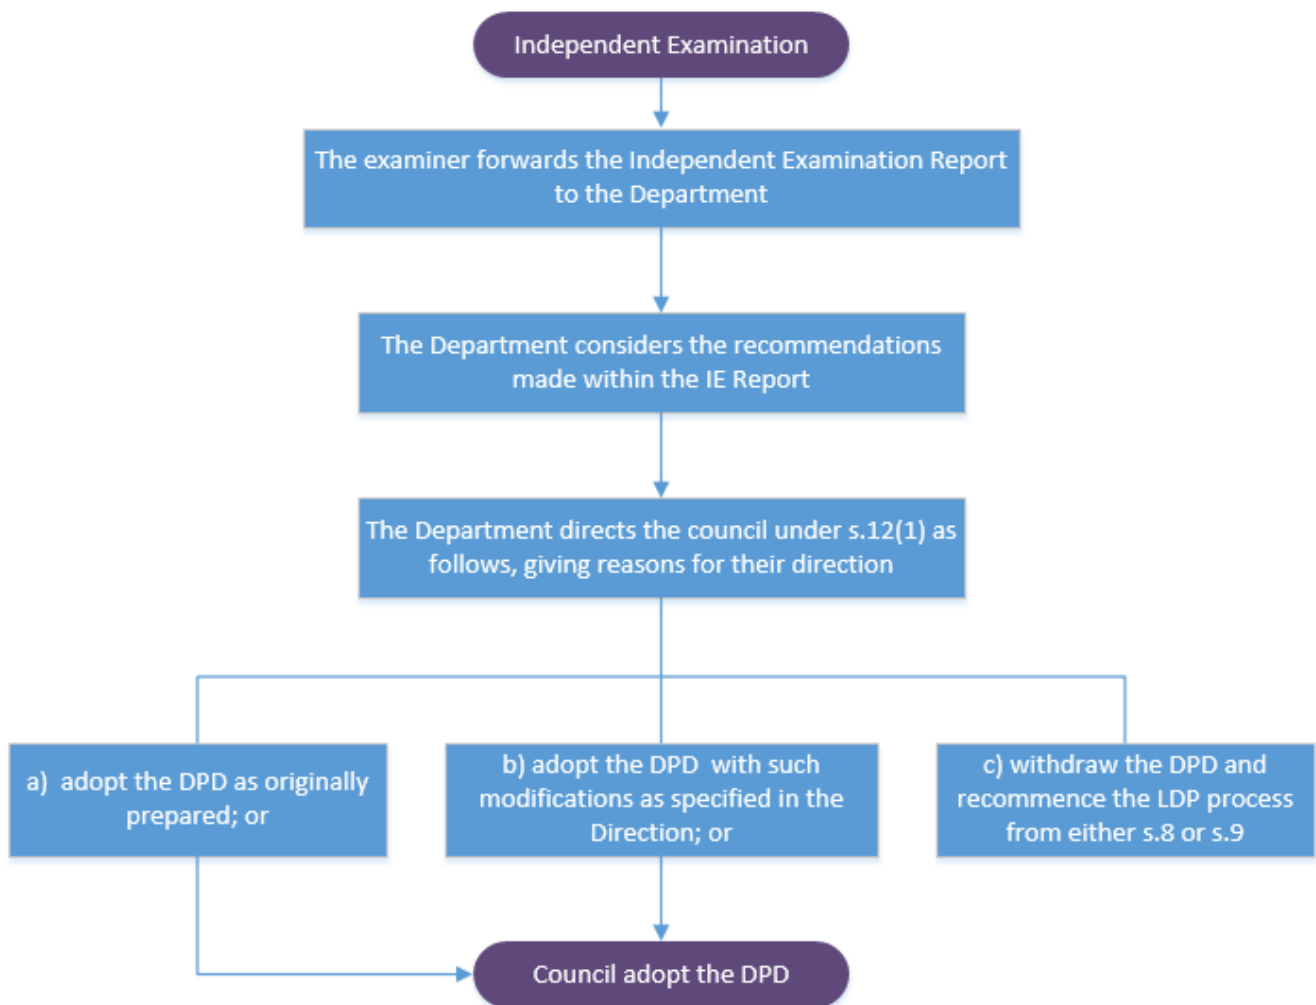 Independent Examination
The examiner forwards the Independent Examination Report
to the Department
The Department considers the recommendations
made within the IE Report
The Department directs the council under s.12(1) as
follows, giving reasons for their direction
a) adopt the DPD as originally
prepared; or
b) adopt the DPD with such
modifications as specified in the
Direction; or
c) withdraw the DPD and
recommence the LDP process
from either s.8 or s.9
Council adopt the DPD